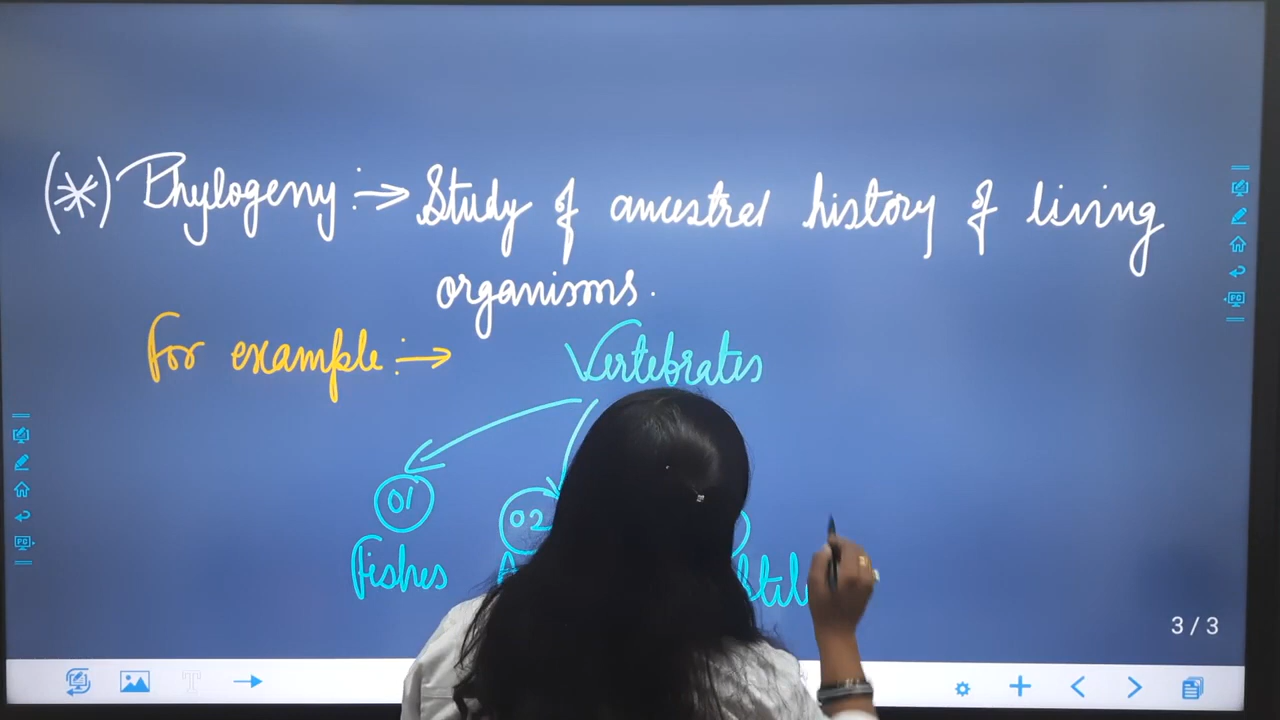 (*) Phylogeny :→ Study of ancestral history of living
organisms.
For example :→ Vertebrates
01 02
Fishes
3 / 3